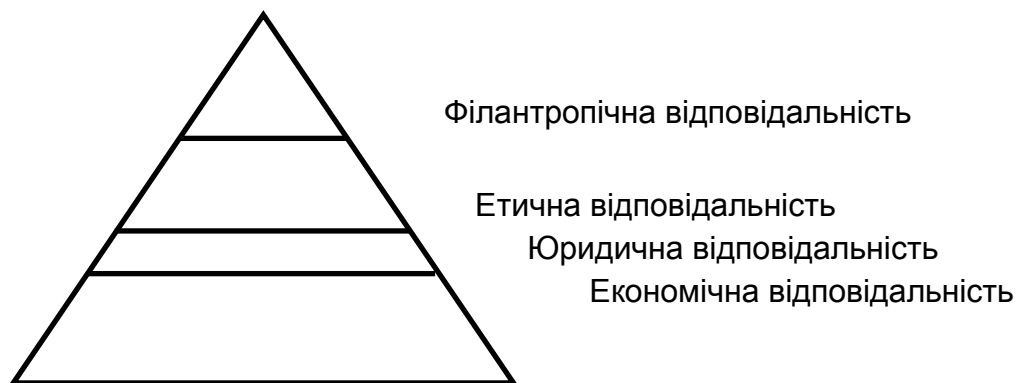 Філантропічна відповідальність
Етична відповідальність
Юридична відповідальність
Економічна відповідальність